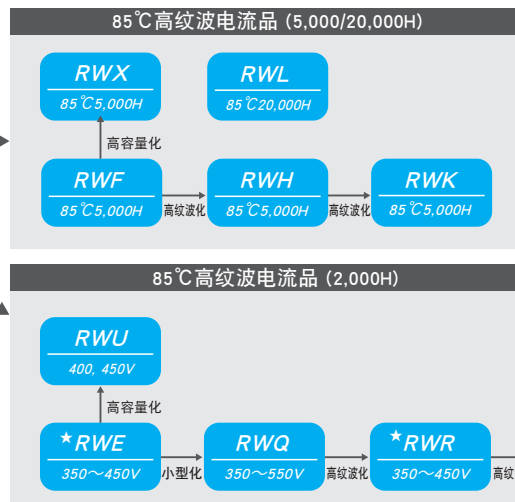 85℃高纹波电流品 (5,000/20,000H)
RWX
85℃5,000H
RWL
85℃20,000H
高容量化
RWF
85℃5,000H
高纹波化
RWH
85℃5,000H
高纹波化
RWK
85℃5,000H
85℃高纹波电流品 (2,000H)
RWU
400, 450V
高容量化
★RWE
350～450V
小型化
RWQ
350～550V
高纹波化
★RWR
350～450V
高纹